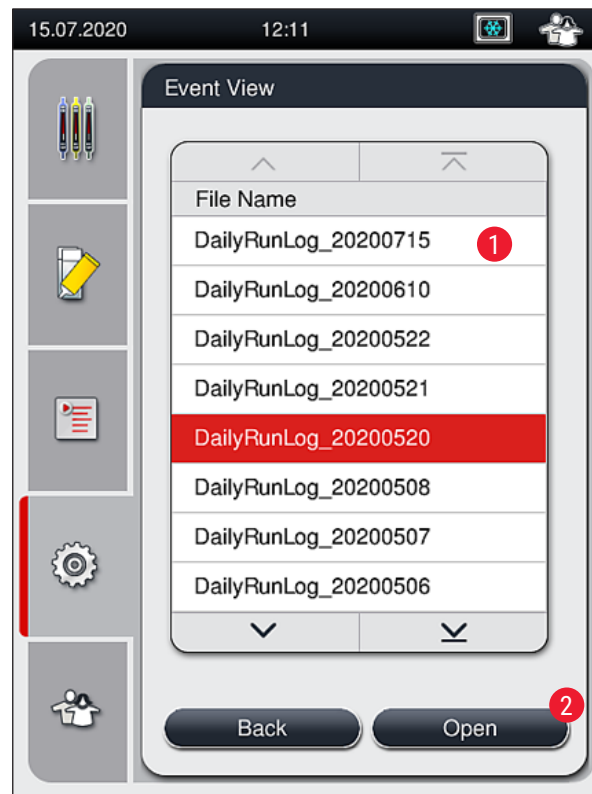 15.07.2020 12:11
Event View
File Name
DailyRunLog_20200715 1
DailyRunLog_20200610
DailyRunLog_20200522
DailyRunLog_20200521
DailyRunLog_20200520
DailyRunLog_20200508
DailyRunLog_20200507
DailyRunLog_20200506
2
Back Open